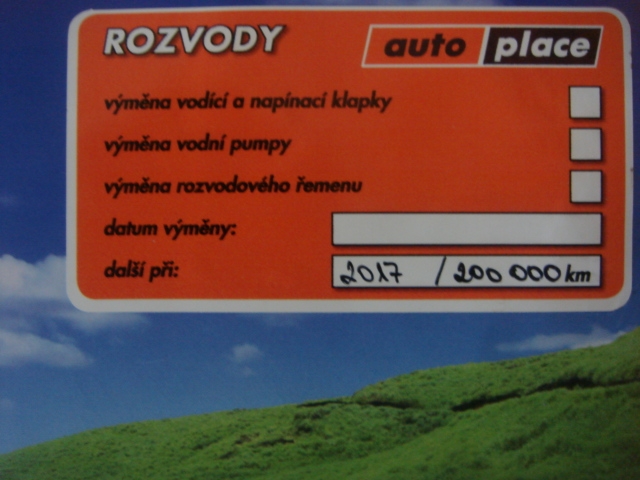 ROZVODY auto place
výměna vodící a napínací klapky
výměna vodní pumpy
výměna rozvodového řemenu
datum výměny:
další při: 2017 / 200 000 km